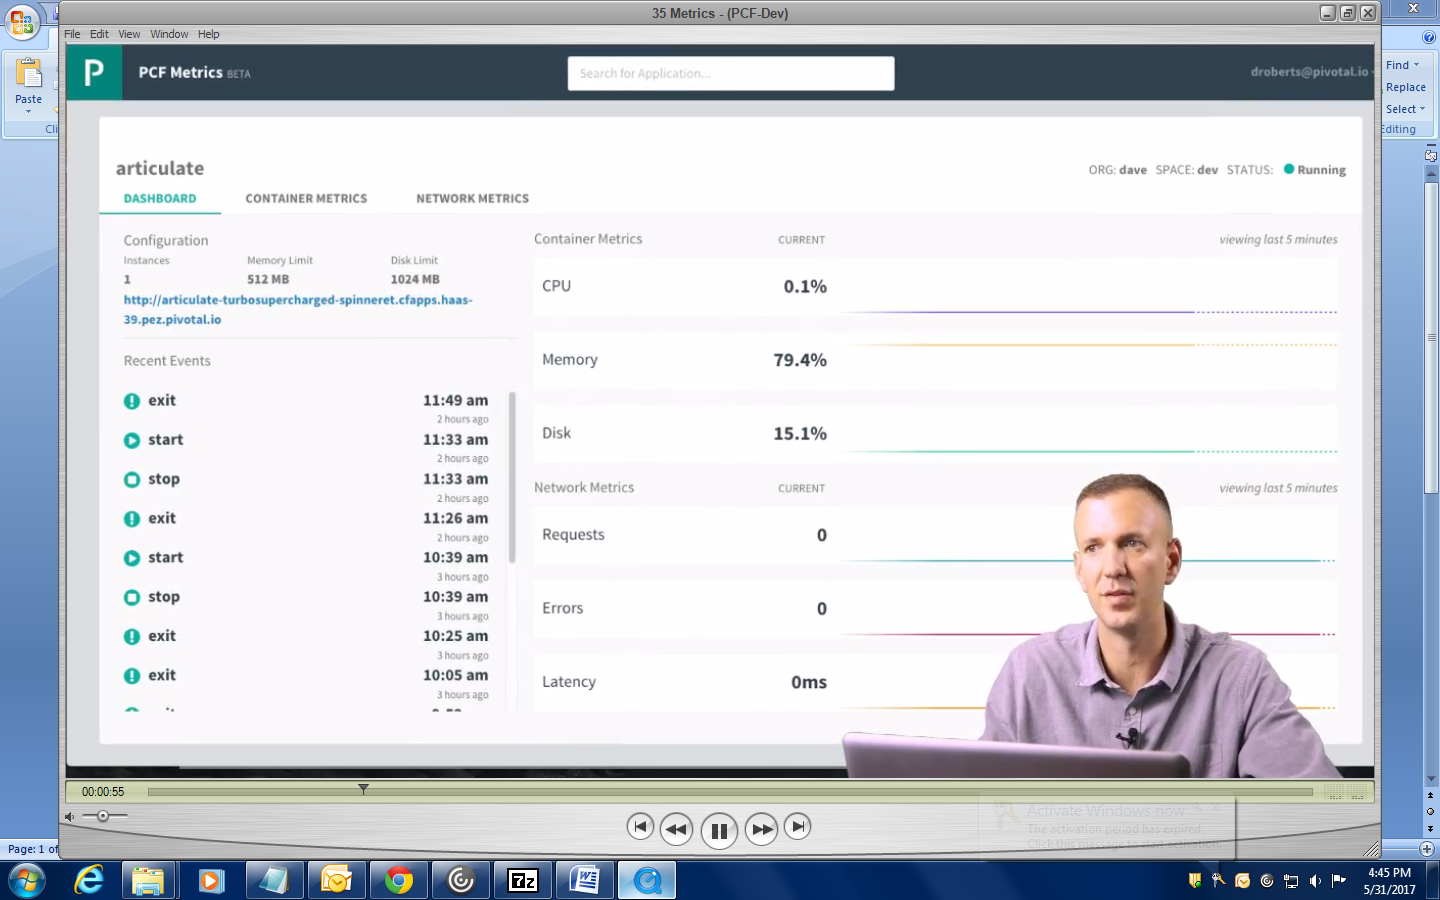 35 Metrics - (PCF-Dev)
File Edit View Window Help
Paste
Find
Replace
Select
Editing
P PCF Metrics BETA
Search for Application...
droberts@pivotal.io
articulate
ORG: dave SPACE: dev STATUS: Running
DASHBOARD CONTAINER METRICS NETWORK METRICS
Configuration
Instances Memory Limit Disk Limit
1 512 MB 1024 MB
http://articulate-turbosupercharged-spinneret.cfapps.haas-
39.pez.pivotal.io
Recent Events
exit 11:49 am
2 hours ago
start 11:33 am
2 hours ago
stop 11:33 am
2 hours ago
exit 11:26 am
2 hours ago
start 10:39 am
3 hours ago
stop 10:39 am
3 hours ago
exit 10:25 am
3 hours ago
exit 10:05 am
3 hours ago
Container Metrics CURRENT viewing last 5 minutes
CPU 0.1%
Memory 79.4%
Disk 15.1%
Network Metrics CURRENT viewing last 5 minutes
Requests 0
Errors 0
Latency 0ms
00:00:55
Activate Windows now
The activation period has expired.
Click this message to start activation.
Page: 1 of
7z
4:45 PM
5/31/2017